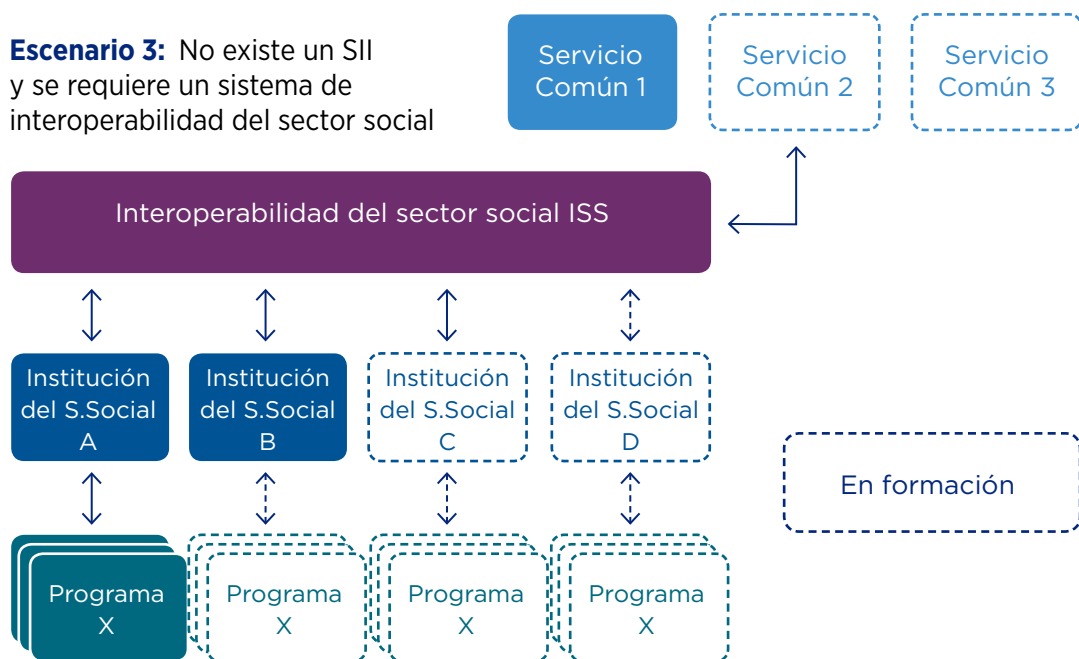 Escenario 3: No existe un SII
y se requiere un sistema de
interoperabilidad del sector social
Servicio
Común 1
Servicio
Común 2
Servicio
Común 3
Interoperabilidad del sector social ISS
Institución
del S.Social
A
Institución
del S.Social
B
Institución
del S.Social
C
Institución
del S.Social
D
En formación
Programa
X
Programa
X
Programa
X
Programa
X